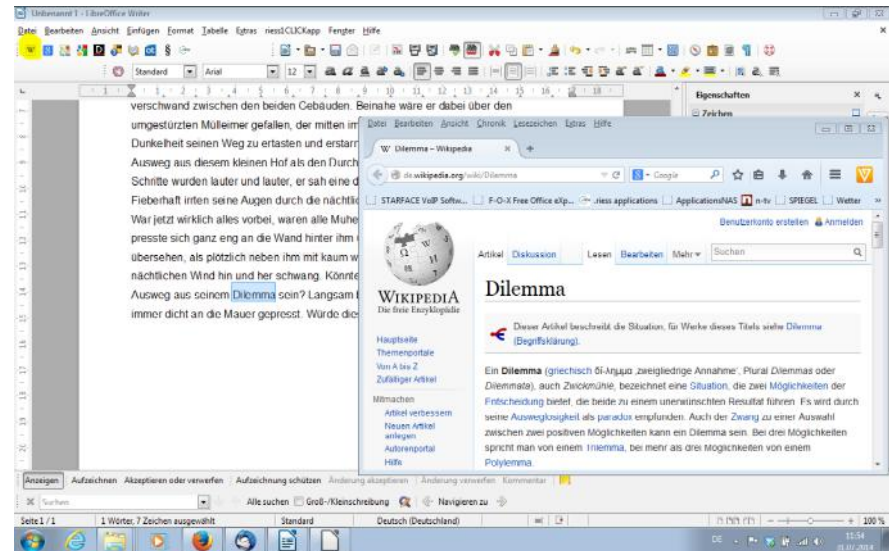 Unbenannt 1 - LibreOffice Writer
Datei Bearbeiten Ansicht Einfügen Format Tabelle Extras riess1CLICKapp Fenster Hilfe
Standard Arial 12
verschwand zwischen den beiden Gebäuden. Beinahe wäre er dabei über den
umgestürzten Mülleimer gefallen, der mitten im
Dunkelheit seinen Weg zu ertasten und erstarr
Ausweg aus diesem kleinen Hof als den Durch
Schritte wurden lauter und lauter, er sah eine d
Fieberhaft irrten seine Augen durch die nächtlic
War jetzt wirklich alles vorbei, waren alle Muhe
presste sich ganz eng an die Wand hinter ihm
übersehen, als plötzlich neben ihm mit kaum w
nächtlichen Wind hin und her schwang. Könnte
Ausweg aus seinem Dilemma sein? Langsam
immer dicht an die Mauer gepresst. Würde die
Eigenschaften
Zeichen
Datei Bearbeiten Ansicht Chronik Lesezeichen Extras Hilfe
W Dilemma – Wikipedia
de.wikipedia.org/wiki/Dilemma
Google
STARFACE VoIP Softw... F-O-X Free Office eXp... riess applications ApplicationsNAS n-tv SPIEGEL Wetter
Benutzerkonto erstellen Anmelden
Artikel Diskussion Lesen Bearbeiten Mehr Suchen
WIKIPEDIA
Die freie Enzyklopädie
Hauptseite
Themenportale
Von A bis Z
Zufälliger Artikel
Mitmachen
Artikel verbessern
Neuen Artikel
anlegen
Autorenportal
Hilfe
Dilemma
Dieser Artikel beschreibt die Situation, für Werke dieses Titels siehe Dilemma
(Begriffsklärung).
Ein Dilemma (griechisch δί-λημμα „zweigliedrige Annahme“, Plural Dilemmas oder
Dilemmata), auch Zwickmühle, bezeichnet eine Situation, die zwei Möglichkeiten der
Entscheidung bietet, die beide zu einem unerwünschten Resultat führen. Es wird durch
seine Ausweglosigkeit als paradox empfunden. Auch der Zwang zu einer Auswahl
zwischen zwei positiven Möglichkeiten kann ein Dilemma sein. Bei drei Möglichkeiten
spricht man von einem Trilemma, bei mehr als drei Möglichkeiten von einem
Polylemma.
Anzeigen Aufzeichnen Akzeptieren oder verwerfen Aufzeichnung schützen Änderung akzeptieren Änderung verwerfen Kommentar
Suchen Alle suchen Groß-/Kleinschreibung Navigieren zu
Seite 1 / 1 1 Wörter, 7 Zeichen ausgewählt Standard Deutsch (Deutschland) 100 %
DE 11:54